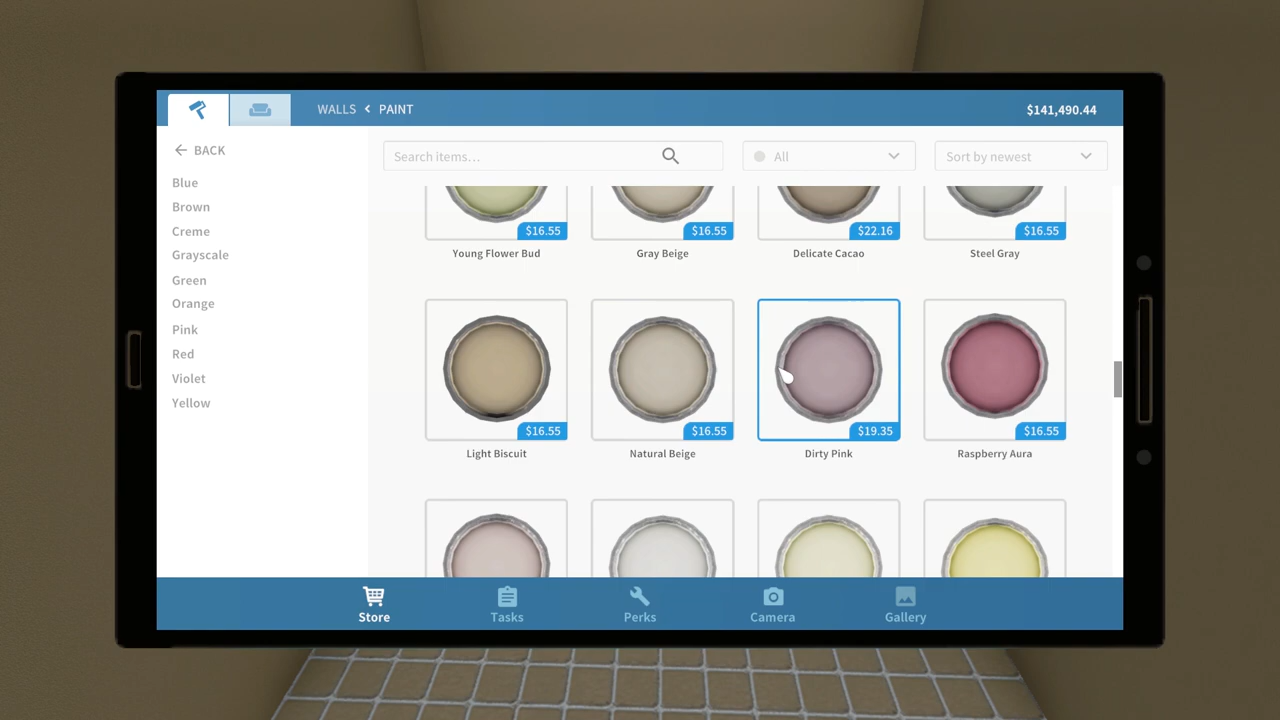 WALLS < PAINT
$141,490.44
BACK
Search items...
All
Sort by newest
Blue
Brown
Creme
Grayscale
Green
Orange
Pink
Red
Violet
Yellow
$16.55
$16.55
$22.16
$16.55
Young Flower Bud
Gray Beige
Delicate Cacao
Steel Gray
$16.55
$16.55
$19.35
$16.55
Light Biscuit
Natural Beige
Dirty Pink
Raspberry Aura
Store
Tasks
Perks
Camera
Gallery